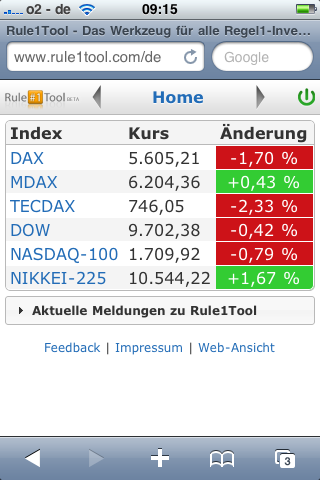 o2 - de 09:15
Rule1Tool - Das Werkzeug für alle Regel1-Inve...
www.rule1tool.com/de Google
Rule #1 Tool BETA Home
Index Kurs Änderung
DAX 5.605,21 -1,70 %
MDAX 6.204,36 +0,43 %
TECDAX 746,05 -2,33 %
DOW 9.702,38 -0,42 %
NASDAQ-100 1.709,92 -0,79 %
NIKKEI-225 10.544,22 +1,67 %
Aktuelle Meldungen zu Rule1Tool
Feedback | Impressum | Web-Ansicht
3